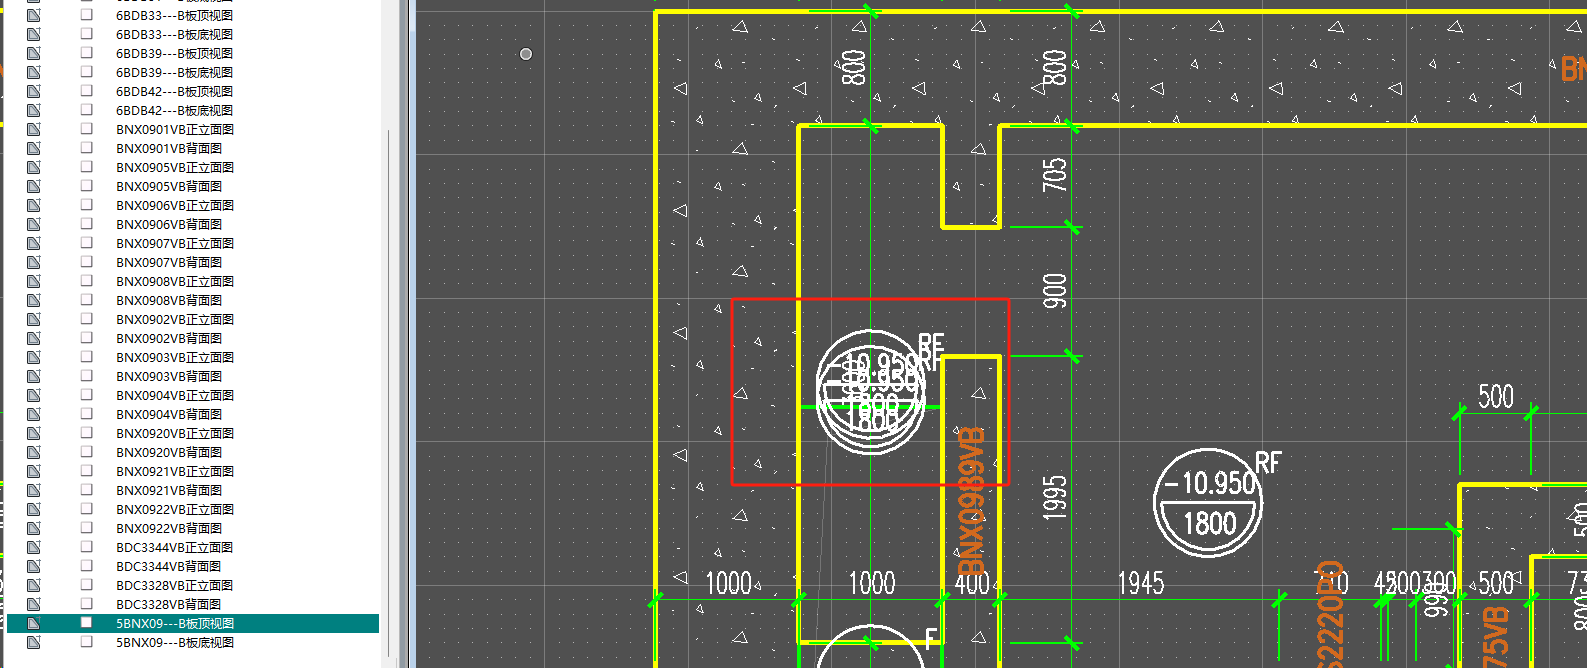 6BDB33---B板顶视图
6BDB33---B板底视图
6BDB39---B板顶视图
6BDB39---B板底视图
6BDB42---B板顶视图
6BDB42---B板底视图
BNX0901VB正立面图
BNX0901VB背面图
BNX0905VB正立面图
BNX0905VB背面图
BNX0906VB正立面图
BNX0906VB背面图
BNX0907VB正立面图
BNX0907VB背面图
BNX0908VB正立面图
BNX0908VB背面图
BNX0902VB正立面图
BNX0902VB背面图
BNX0903VB正立面图
BNX0903VB背面图
BNX0904VB正立面图
BNX0904VB背面图
BNX0920VB正立面图
BNX0920VB背面图
BNX0921VB正立面图
BNX0921VB背面图
BNX0922VB正立面图
BNX0922VB背面图
BDC3344VB正立面图
BDC3344VB背面图
BDC3328VB正立面图
BDC3328VB背面图
5BNX09---B板顶视图
5BNX09---B板底视图
800
800
BN
705
900
RF
-10.950
1800
BNX0989VB
1995
500
RF
-10.950
1800
500
1000
1000
400
1945
300
500
990
800
S2220PO
75VB
F